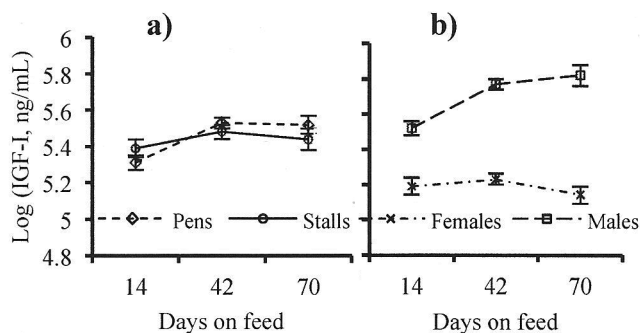 a)
b)
Log (IGF-I, ng/mL)
6
5.8
5.6
5.4
5.2
5
4.8
Pens
Stalls
Females
Males
14 42 70
14 42 70
Days on feed
Days on feed